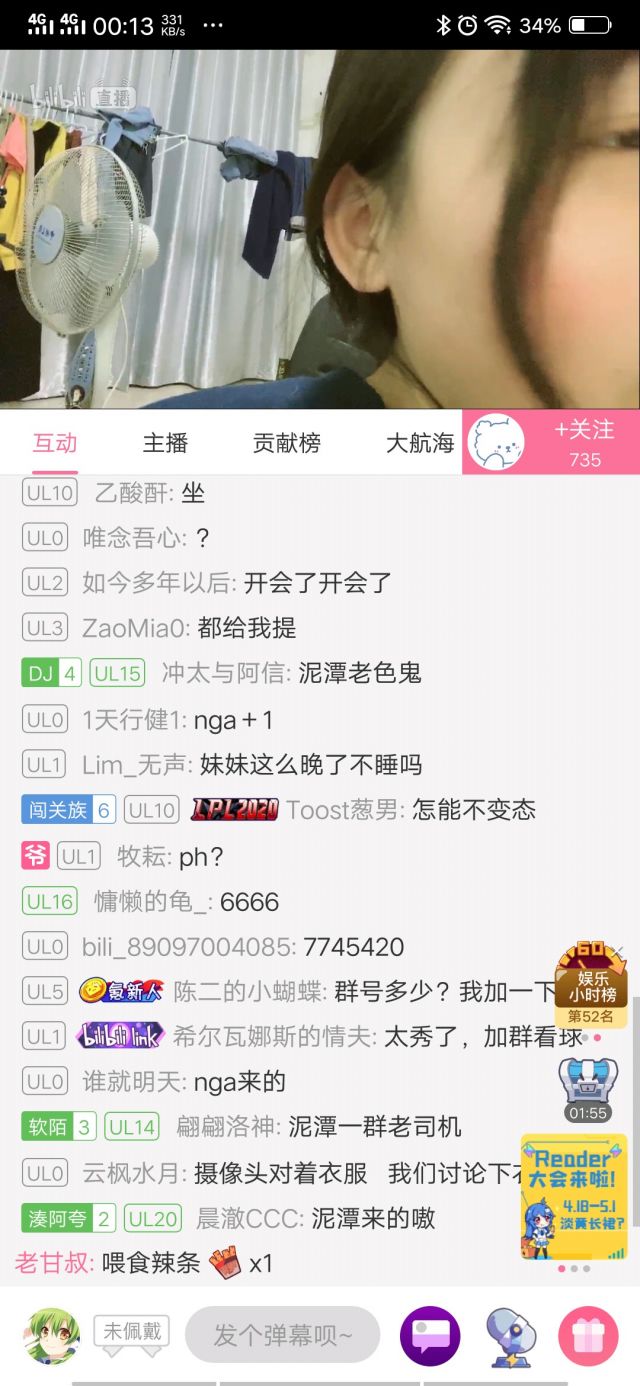 4G 4G 00:13 331 KB/s ... 34%
bilibili 直播
互动 主播 贡献榜 大航海 +关注
735
UL10 乙酸酐: 坐
UL0 唯念吾心: ?
UL2 如今多年以后: 开会了开会了
UL3 ZaoMia0: 都给我提
DJ 4 UL15 冲太与阿信: 泥潭老色鬼
UL0 1天行健1: nga+1
UL1 Lim_无声: 妹妹这么晚了不睡吗
闯关族 6 UL10 LPL2020 Toost葱男: 怎能不变态
爷 UL1 牧耘: ph?
UL16 慵懒的龟_: 6666
UL0 bili_89097004085: 7745420
60
UL5 氪新人 陈二的小蝴蝶: 群号多少? 我加一下
娱乐
小时榜
第52名
UL1 bilibili link 希尔瓦娜斯的情夫: 太秀了，加群看球
UL0 谁就明天: nga来的
01:55
软陌 3 UL14 翩翩洛神: 泥潭一群老司机
UL0 云枫水月: 摄像头对着衣服 我们讨论下
Reader
大会来啦!
4.18-5.1
淡黄长裙?
凑阿夸 2 UL20 晨澈CCC: 泥潭来的嗷
老甘叔: 喂食辣条 x1
未佩戴 发个弹幕呗~